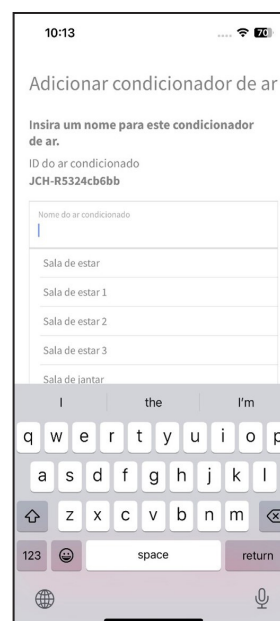 10:13
70
Adicionar condicionador de ar
Insira um nome para este condicionador
de ar.
ID do ar condicionado
JCH-R5324cb6bb
Nome do ar condicionado
Sala de estar
Sala de estar 1
Sala de estar 2
Sala de estar 3
Sala de jantar
I the I'm
q w e r t y u i o p
a s d f g h j k l
z x c v b n m
123 space return